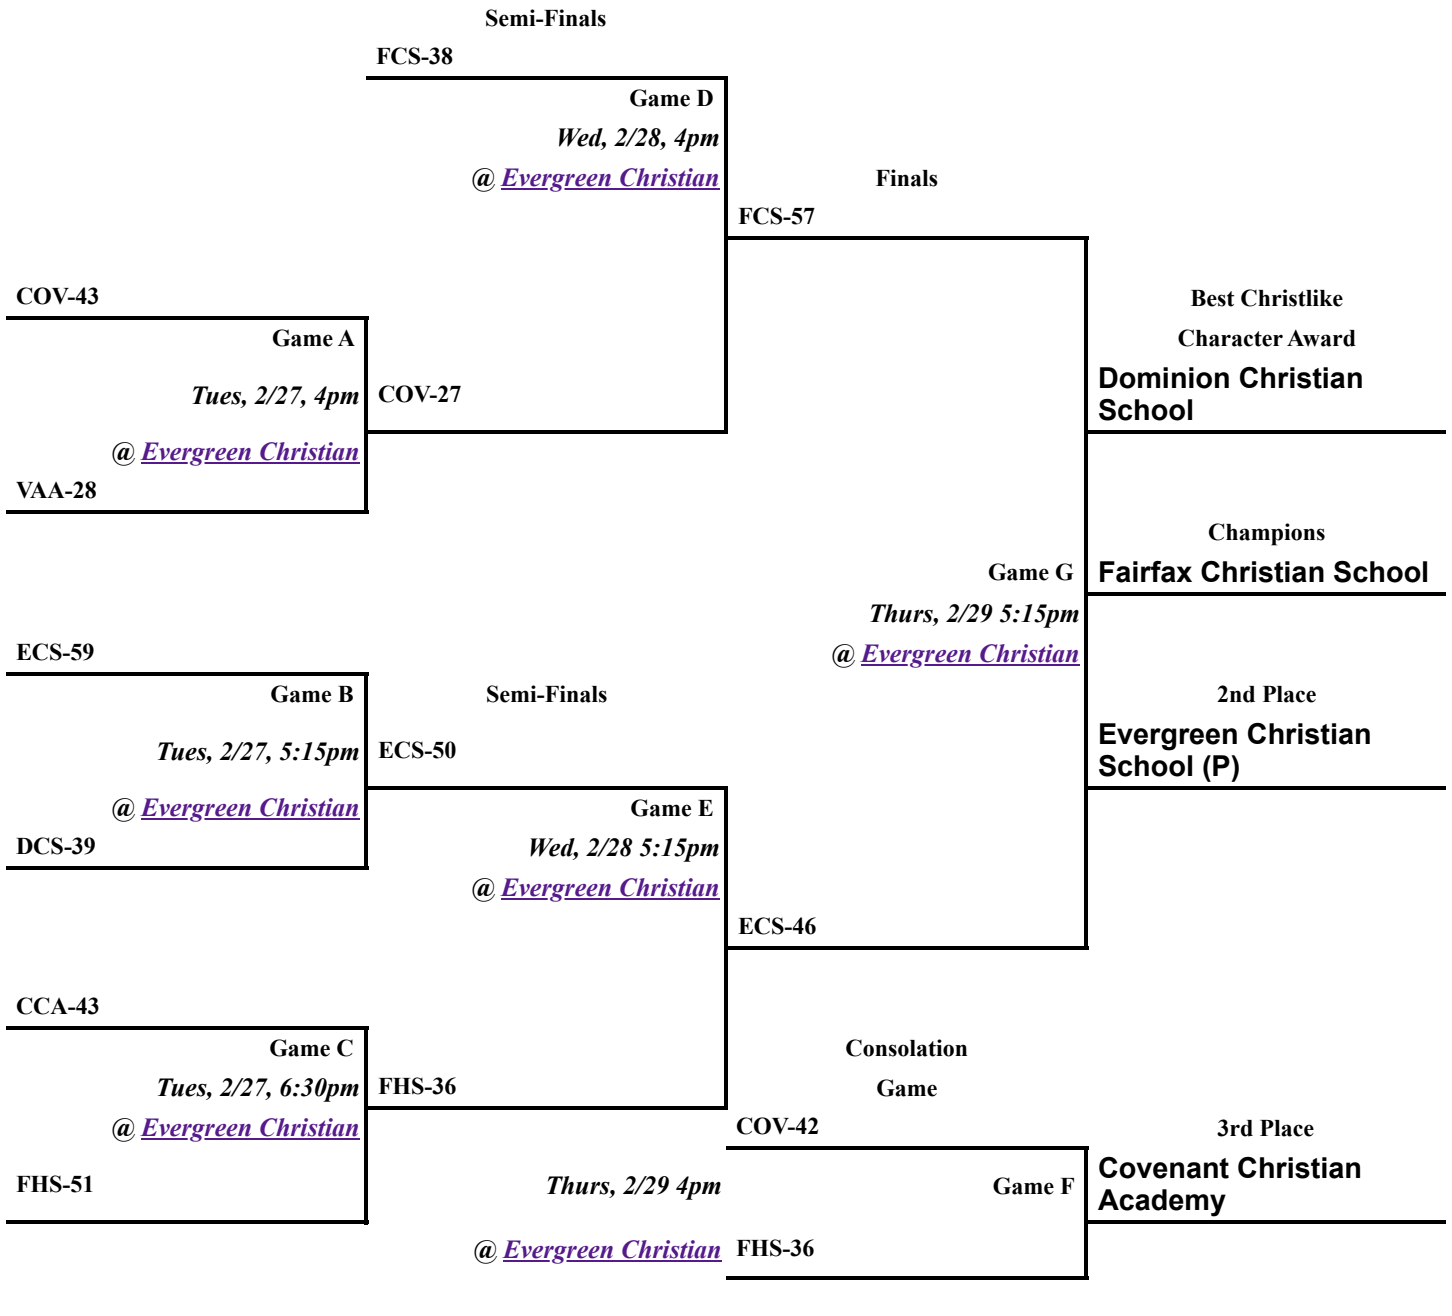 Semi-Finals
FCS-38
Game D
Wed, 2/28, 4pm
@ Evergreen Christian
Finals
FCS-57
COV-43
Game A
Tues, 2/27, 4pm
@ Evergreen Christian
VAA-28
COV-27
Best Christlike
Character Award
Dominion Christian
School
Champions
Fairfax Christian School
Game G
Thurs, 2/29 5:15pm
@ Evergreen Christian
ECS-59
Game B
Tues, 2/27, 5:15pm
@ Evergreen Christian
DCS-39
Semi-Finals
ECS-50
Game E
Wed, 2/28 5:15pm
@ Evergreen Christian
2nd Place
Evergreen Christian
School (P)
ECS-46
CCA-43
Game C
Tues, 2/27, 6:30pm
@ Evergreen Christian
FHS-51
FHS-36
Consolation
Game
COV-42
Thurs, 2/29 4pm
Game F
@ Evergreen Christian
FHS-36
3rd Place
Covenant Christian
Academy